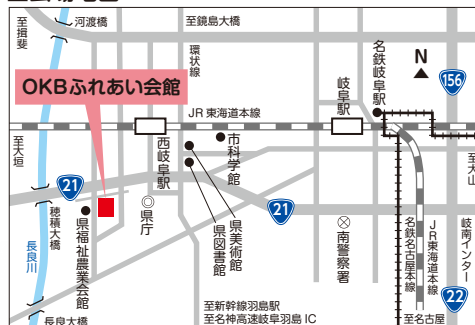 至揖斐
河渡橋
至鏡島大橋
環状線
名鉄岐阜駅
N
156
OKBふれあい会館
岐阜駅
JR東海道本線
至大垣
西岐阜駅
市科学館
至犬山
21
穂積大橋
県福祉農業会館
◎県庁
県美術館
県図書館
21
南警察署
名鉄名古屋本線
JR東海道本線
岐南インター
長良川
22
至新幹線羽島駅
至名神高速岐阜羽島IC
至名古屋
長良大橋